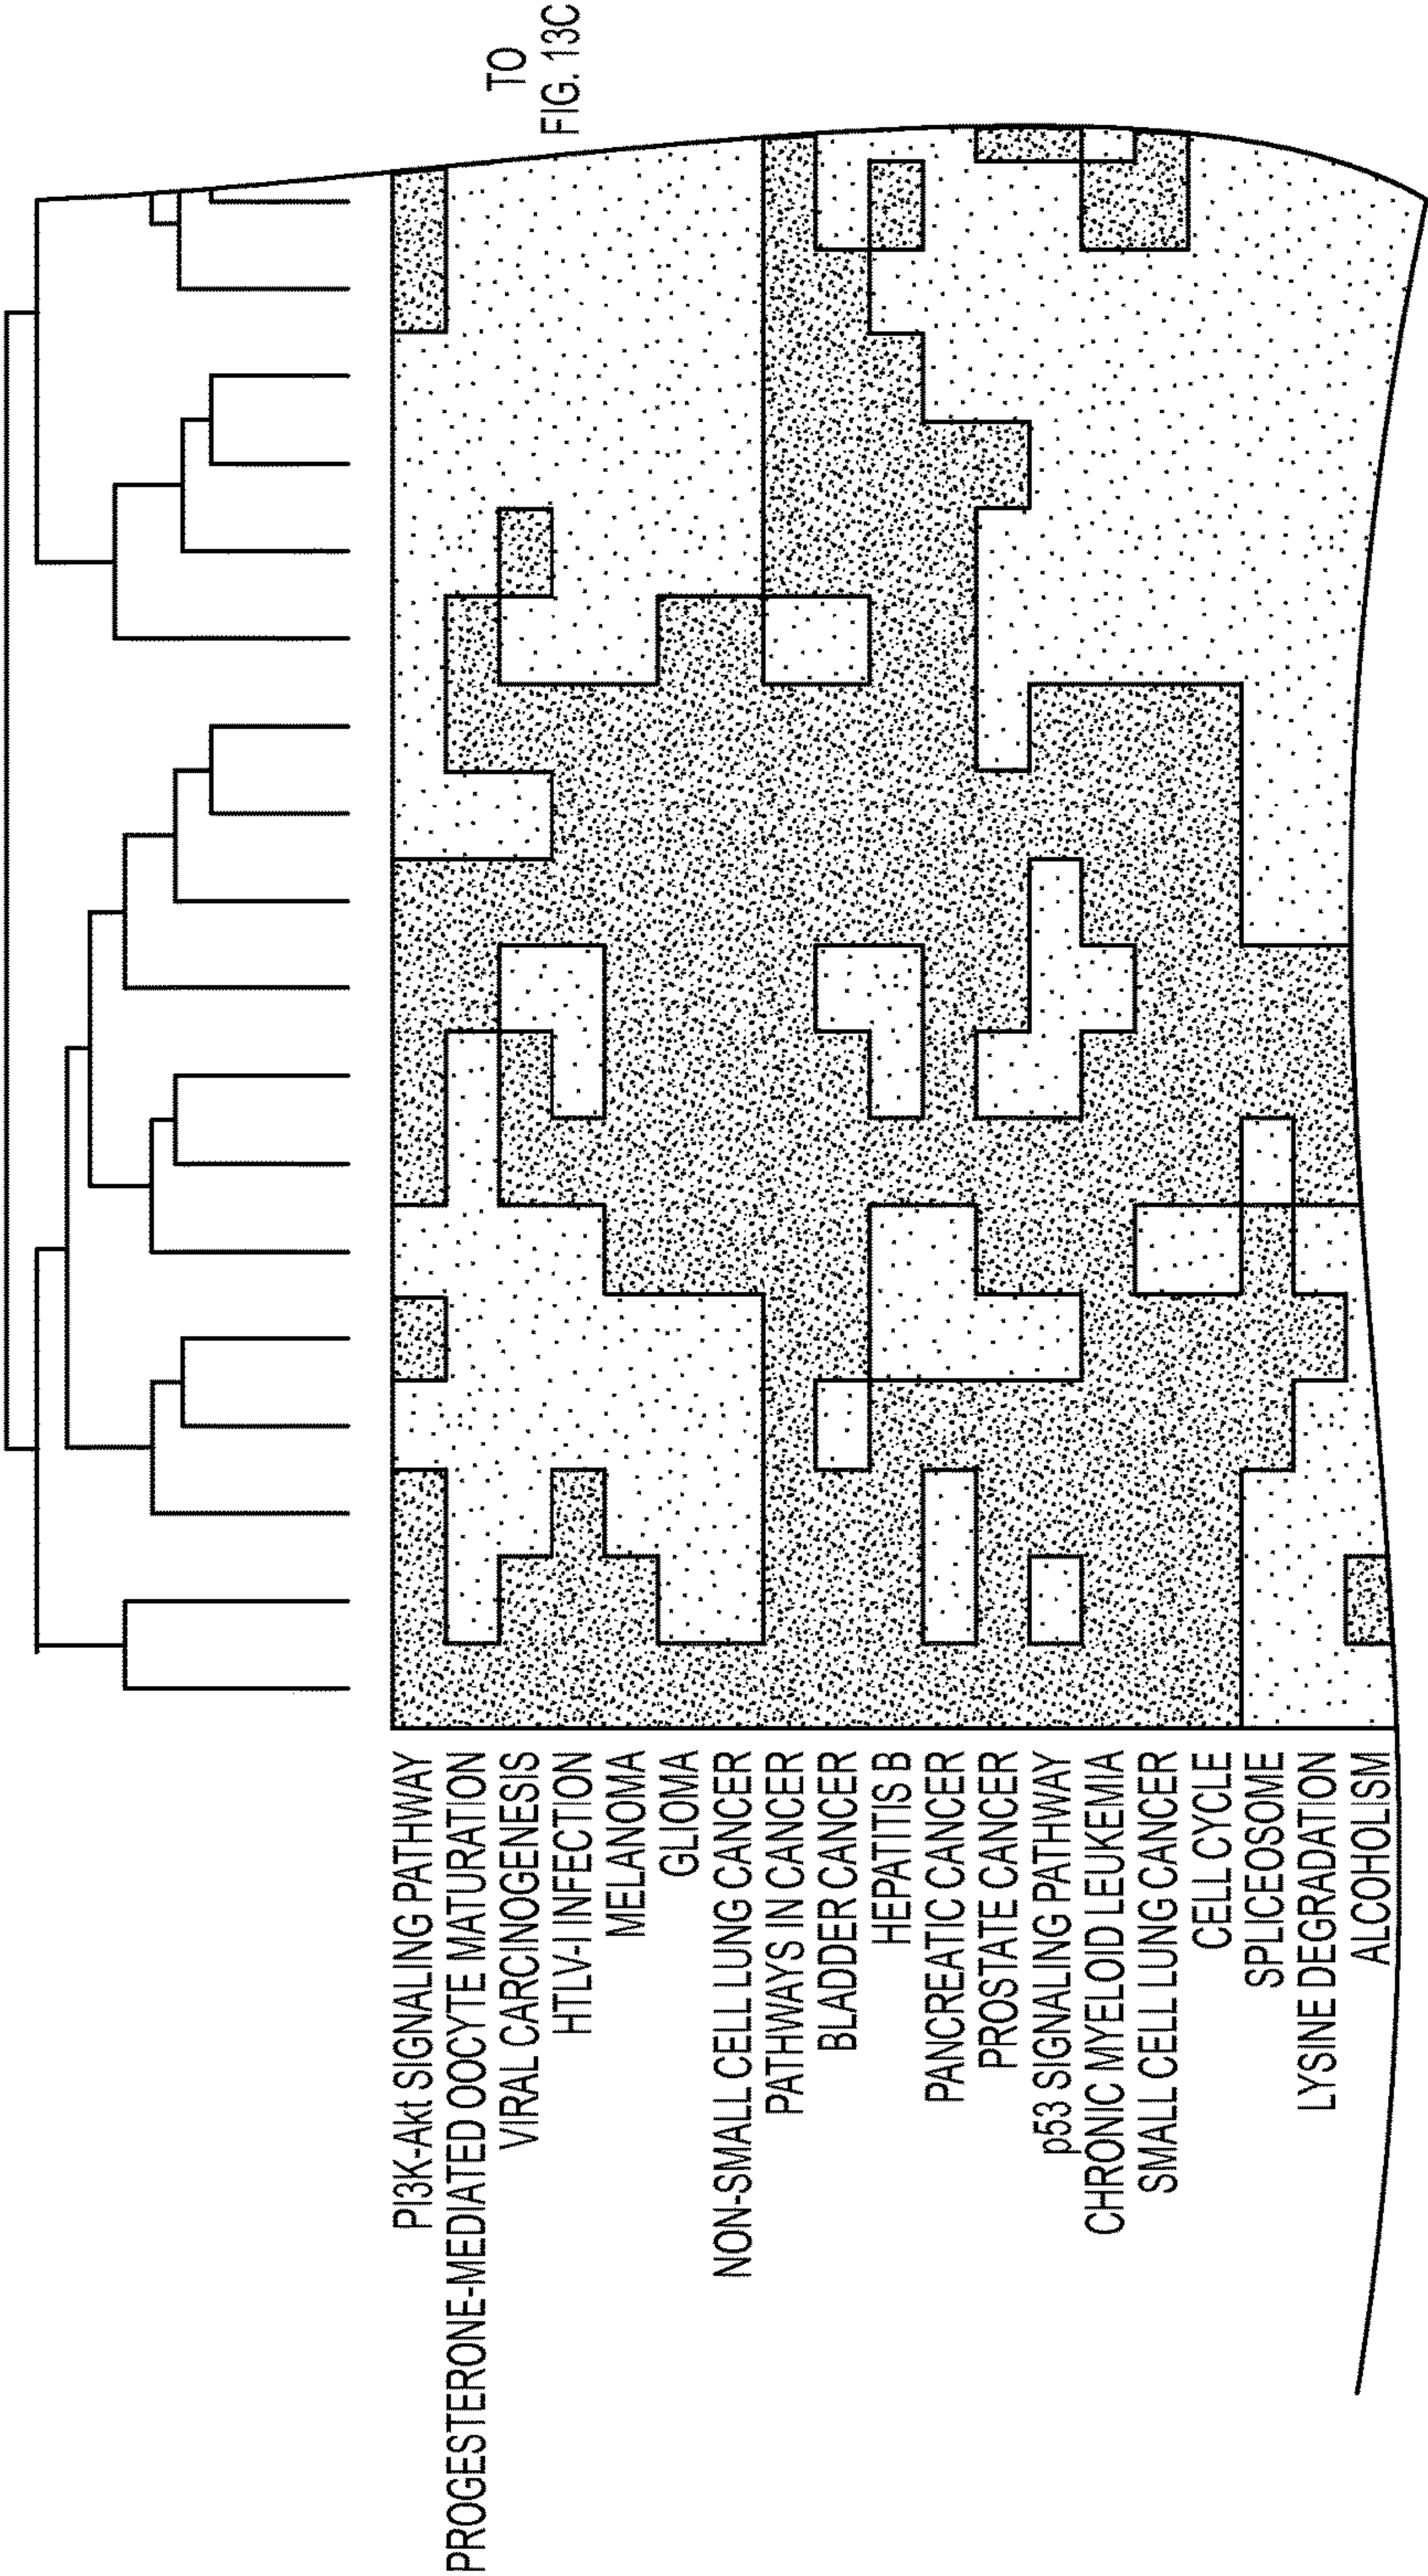 TO
FIG. 13C
PI3K-Akt SIGNALING PATHWAY
PROGESTERONE-MEDIATED OOCYTE MATURATION
VIRAL CARCINOGENESIS
HTLV-I INFECTION
MELANOMA
GLIOMA
NON-SMALL CELL LUNG CANCER
PATHWAYS IN CANCER
BLADDER CANCER
HEPATITIS B
PANCREATIC CANCER
PROSTATE CANCER
p53 SIGNALING PATHWAY
CHRONIC MYELOID LEUKEMIA
SMALL CELL LUNG CANCER
CELL CYCLE
SPLICEOSOME
LYSINE DEGRADATION
ALCOHOLISM